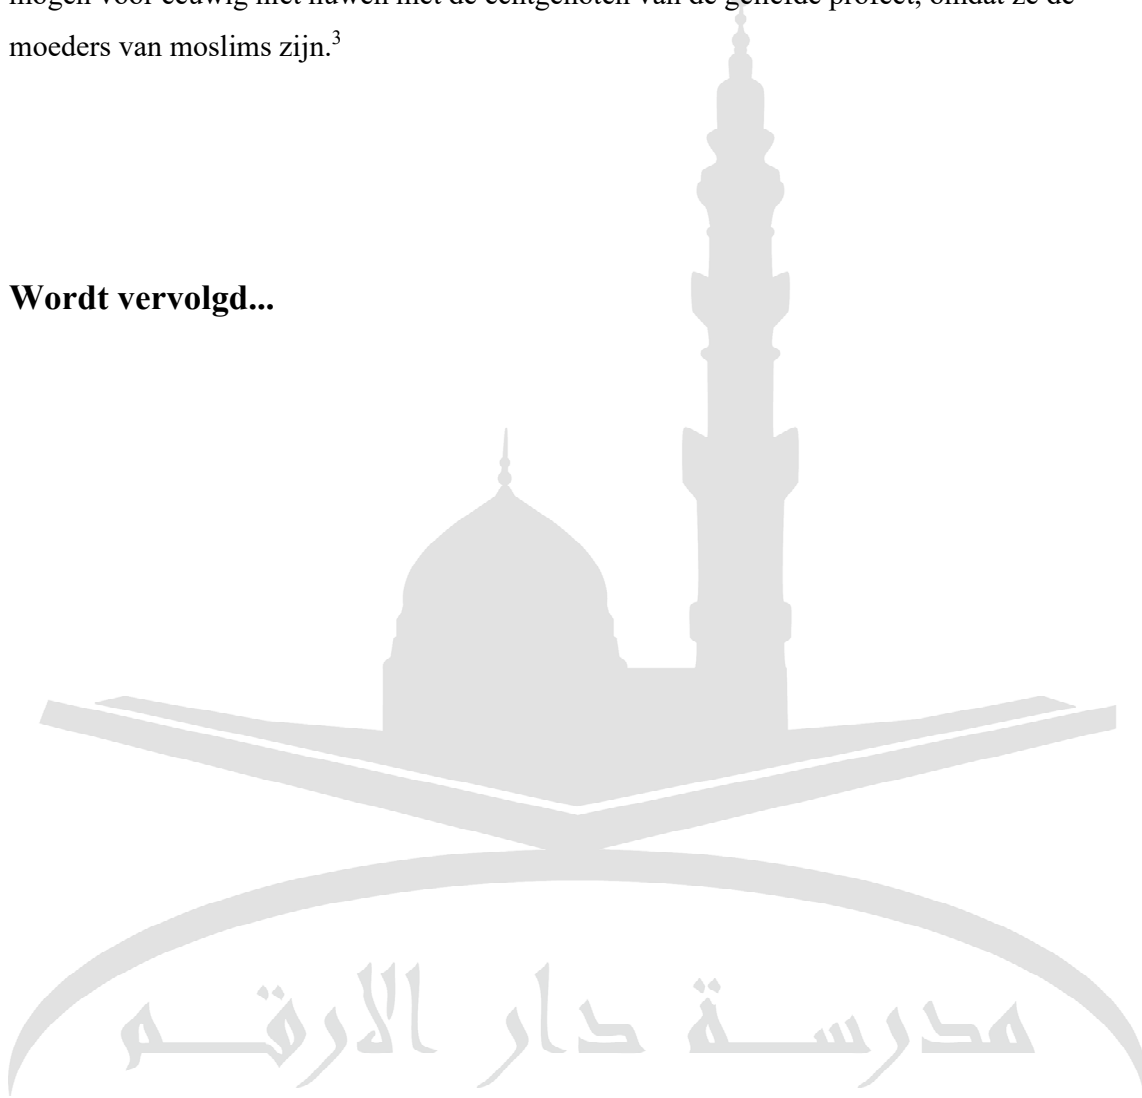 mogen voor eeuwig niet huwen met de echtgenoten van de geliefde profeet, omdat ze de
moeders van moslims zijn.³
Wordt vervolgd...
مدرسة دار الارقم